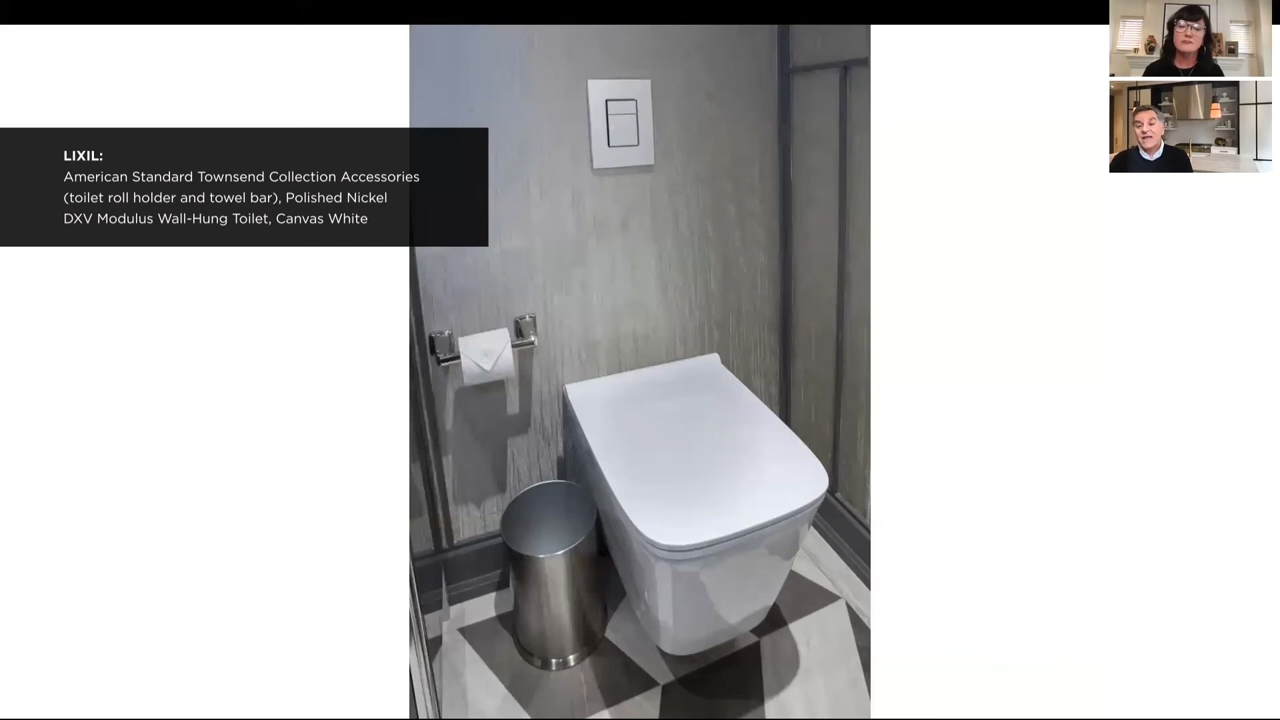 LIXIL:
American Standard Townsend Collection Accessories
(toilet roll holder and towel bar), Polished Nickel
DXV Modulus Wall-Hung Toilet, Canvas White